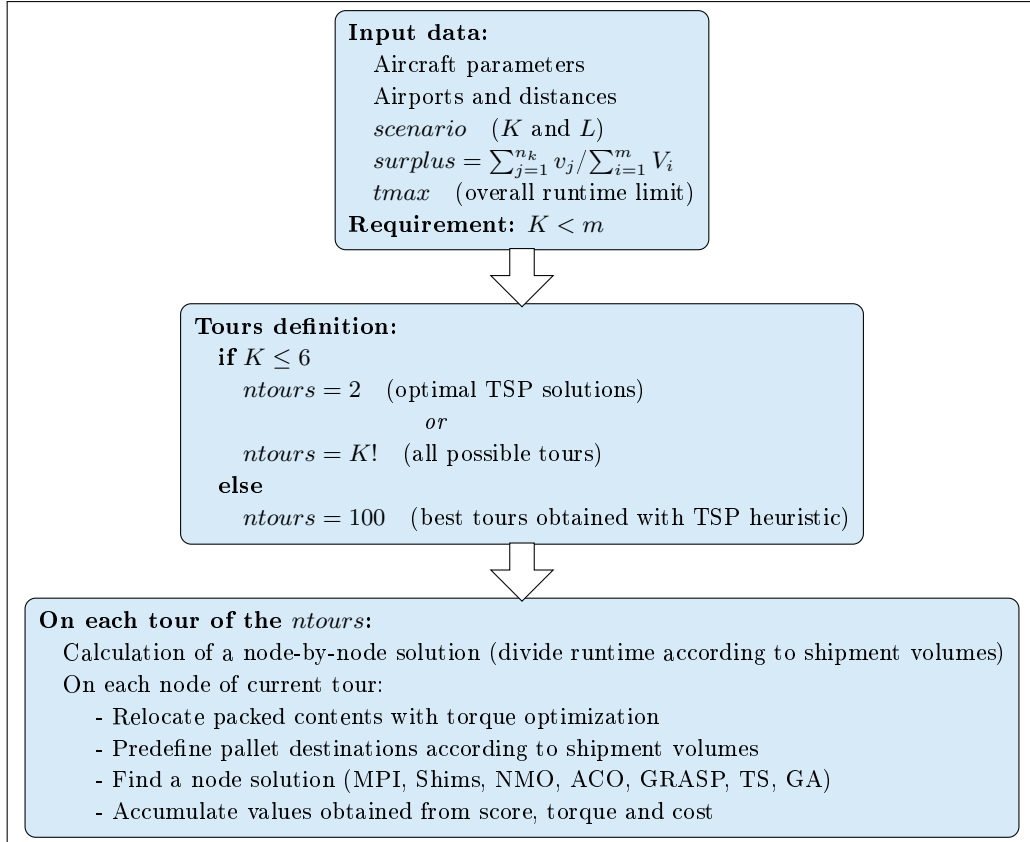 Input data:
Aircraft parameters
Airports and distances
scenario (K and L)
surplus = ∑_{j=1}^{n_k} v_j / ∑_{i=1}^{m} V_i
tmax (overall runtime limit)
Requirement: K < m
Tours definition:
if K ≤ 6
ntours = 2 (optimal TSP solutions)
or
ntours = K! (all possible tours)
else
ntours = 100 (best tours obtained with TSP heuristic)
On each tour of the ntours:
Calculation of a node-by-node solution (divide runtime according to shipment volumes)
On each node of current tour:
- Relocate packed contents with torque optimization
- Predefine pallet destinations according to shipment volumes
- Find a node solution (MPI, Shims, NMO, ACO, GRASP, TS, GA)
- Accumulate values obtained from score, torque and cost